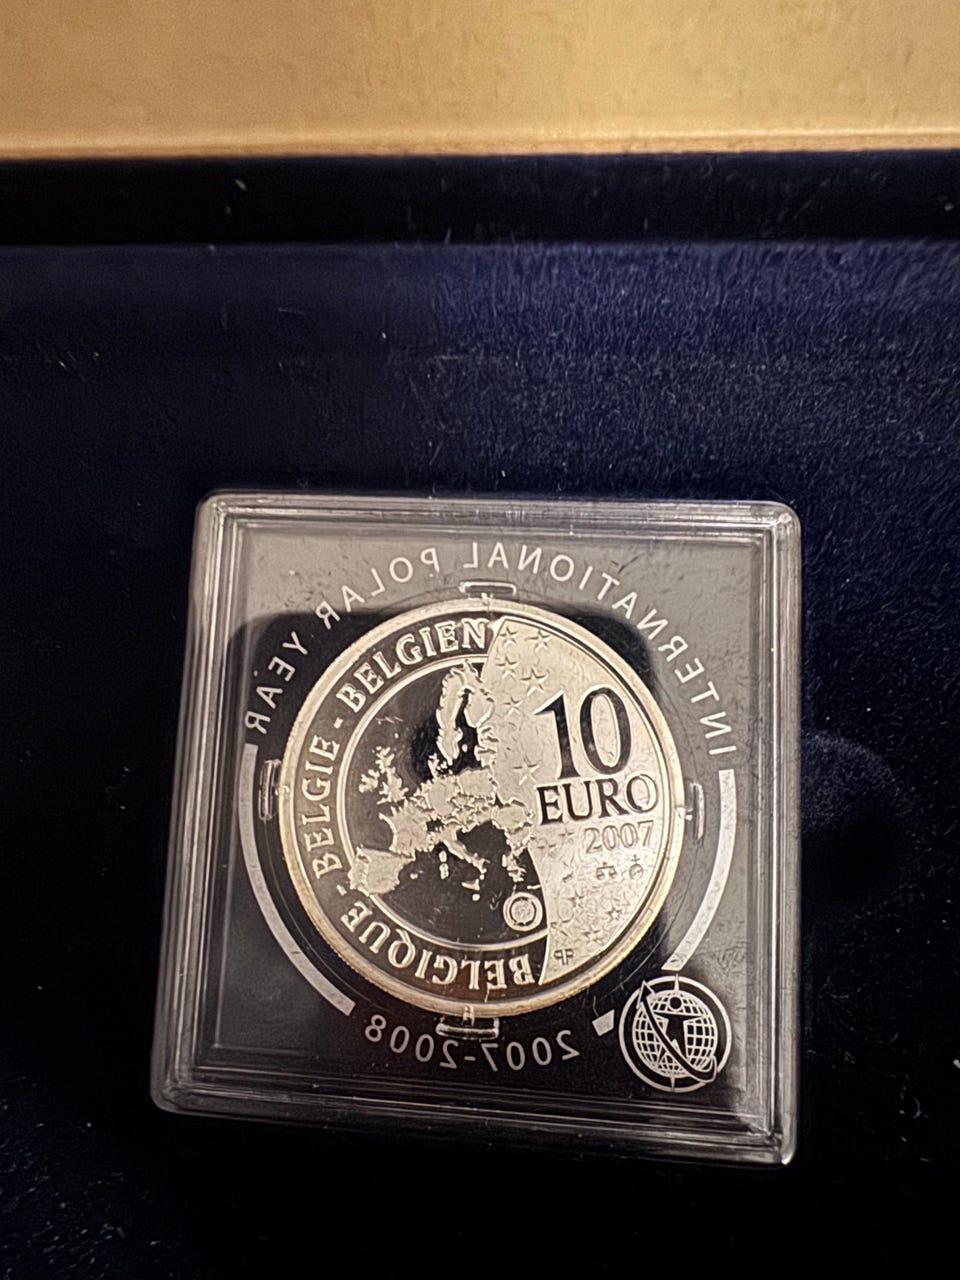 INTERNATIONAL POLAR YEAR
BELGIQUE - BELGIE - BELGIEN
10
EURO
2007
2007-2008